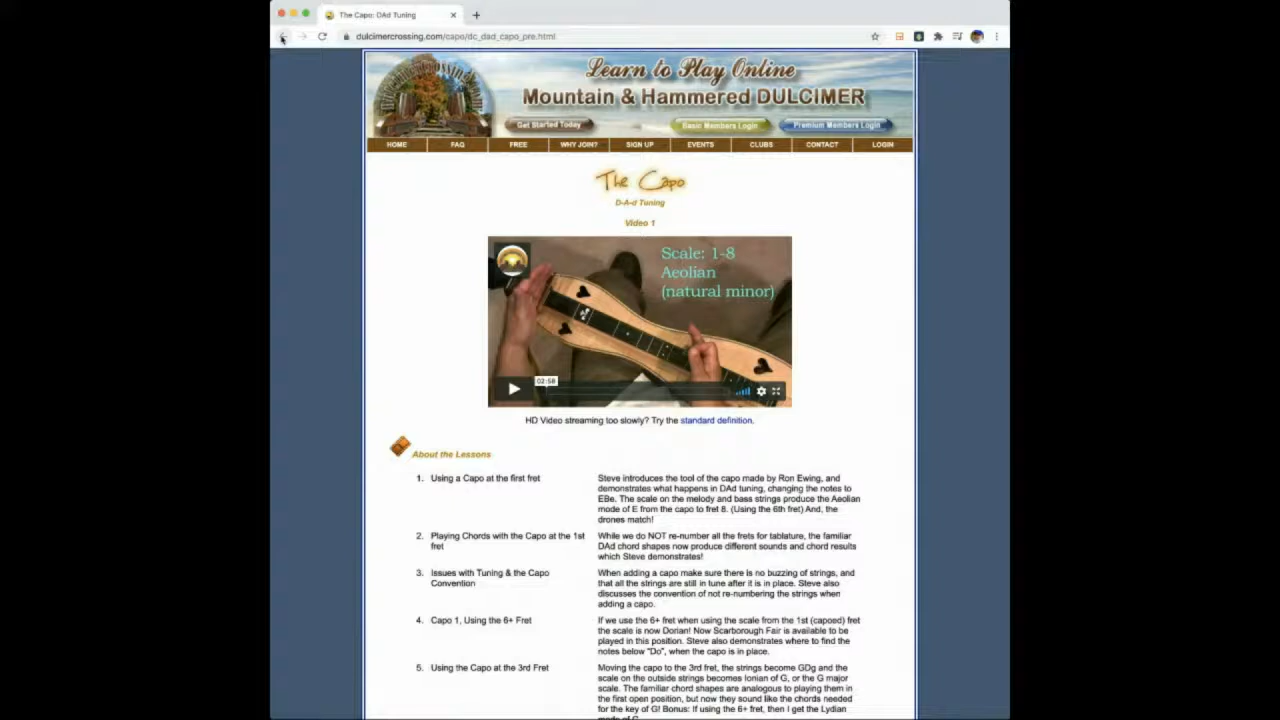 The Capo: DAd Tuning
dulcimercrossing.com/capo/dc_dad_capo_pre.html
Learn to Play Online
Mountain & Hammered DULCIMER
Get Started Today
Basic Members Login
Premium Members Login
HOME
FAQ
FREE
WHY JOIN?
SIGN UP
EVENTS
CLUBS
CONTACT
LOGIN
The Capo
D-A-d Tuning
Video 1
Scale: 1-8
Aeolian
(natural minor)
02:58
HD Video streaming too slowly? Try the standard definition.
About the Lessons
1. Using a Capo at the first fret
Steve introduces the tool of the capo made by Ron Ewing, and
demonstrates what happens in DAd tuning, changing the notes to
EBe. The scale on the melody and bass strings produce the Aeolian
mode of E from the capo to fret 8. (Using the 6th fret) And, the
drones match!
2. Playing Chords with the Capo at the 1st
fret
While we do NOT re-number all the frets for tablature, the familiar
DAd chord shapes now produce different sounds and chord results
which Steve demonstrates!
3. Issues with Tuning & the Capo
Convention
When adding a capo make sure there is no buzzing of strings, and
that all the strings are still in tune after it is in place. Steve also
discusses the convention of not re-numbering the strings when
adding a capo.
4. Capo 1, Using the 6+ Fret
If we use the 6+ fret when using the scale from the 1st (capoed) fret
the scale is now Dorian! Now Scarborough Fair is available to be
played in this position. Steve also demonstrates where to find the
notes below "Do", when the capo is in place.
5. Using the Capo at the 3rd Fret
Moving the capo to the 3rd fret, the strings become GDg and the
scale on the outside strings becomes Ionian of G, or the G major
scale. The familiar chord shapes are analogous to playing them in
the first open position, but now they sound like the chords needed
for the key of G! Bonus: If using the 6+ fret, then I get the Lydian
mode of G